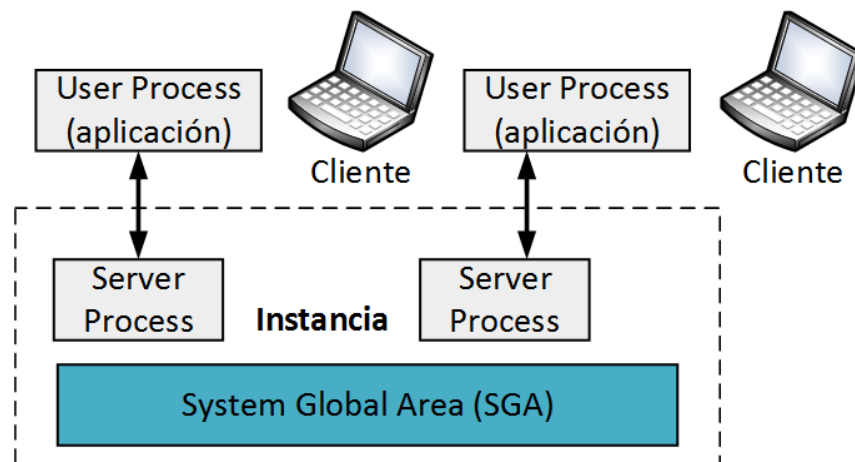 User Process
(aplicación)
Cliente
User Process
(aplicación)
Cliente
Server
Process
Instancia
Server
Process
System Global Area (SGA)